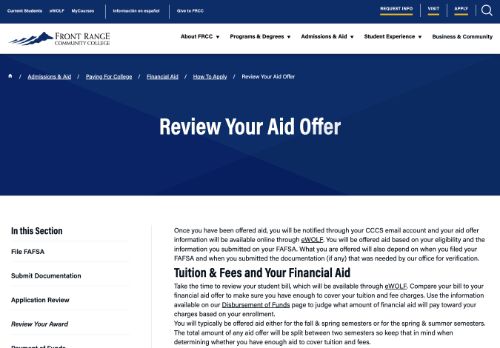 Current Students eWOLF MyCourses Información en español Give to FRCC REQUEST INFO VISIT APPLY
FRONT RANGE
COMMUNITY COLLEGE
About FRCC ▼ Programs & Degrees ▼ Admissions & Aid ▼ Student Experience ▼ Business & Community
/ Admissions & Aid / Paying For College / Financial Aid / How To Apply / Review Your Aid Offer
Review Your Aid Offer
In this Section
File FAFSA
Submit Documentation
Application Review
Review Your Award
Payment of Funds
Once you have been offered aid, you will be notified through your CCCS email account and your aid offer
information will be available online through eWOLF. You will be offered aid based on your eligibility and the
information you submitted on your FAFSA. What you are offered will also depend on when you filed your
FAFSA and when you submitted the documentation (if any) that was needed by our office for verification.
Tuition & Fees and Your Financial Aid
Take the time to review your student bill, which will be available through eWOLF. Compare your bill to your
financial aid offer to make sure you have enough to cover your tuition and fee charges. Use the information
available on our Disbursement of Funds page to judge what amount of financial aid will pay toward your
charges based on your enrollment.
You will typically be offered aid either for the fall & spring semesters or for the spring & summer semesters.
The total amount of any aid offer will be split between two semesters so keep that in mind when
determining whether you have enough aid to cover tuition and fees.